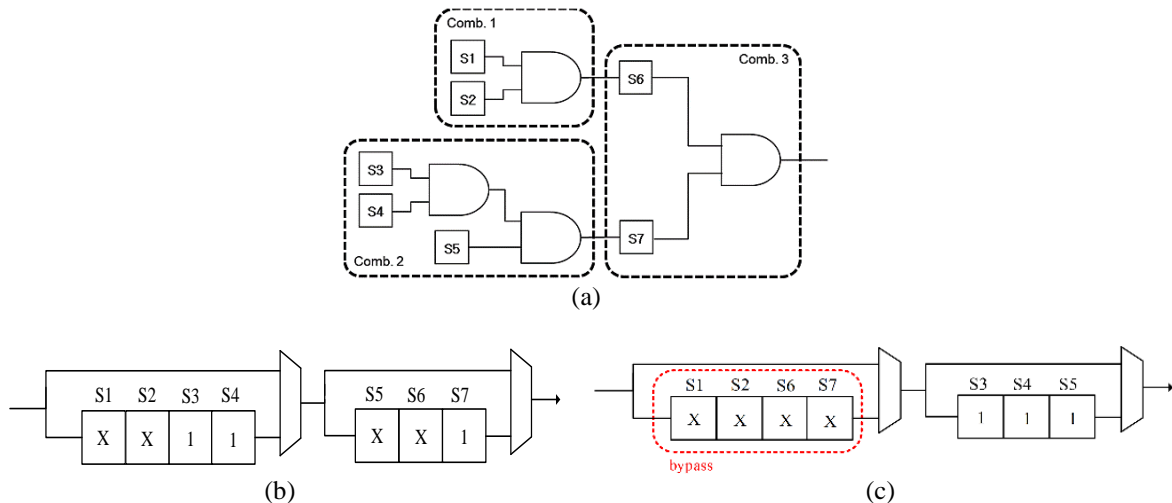 Comb. 1
S1
S2
S6
Comb. 3
S3
S4
S5
S7
Comb. 2
(a)
S1 S2 S3 S4
X X 1 1
S5 S6 S7
X X 1
(b)
S1 S2 S6 S7
X X X X
bypass
S3 S4 S5
1 1 1
(c)